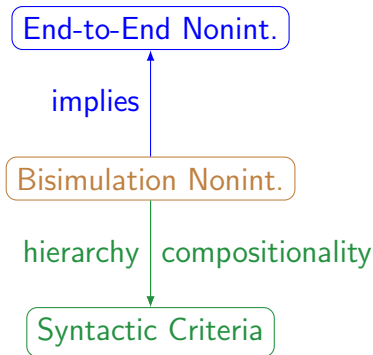 End-to-End Nonint.
implies
Bisimulation Nonint.
hierarchy compositionality
Syntactic Criteria